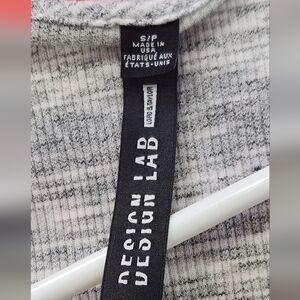 S/P
MADE IN
USA
FABRIQUÉ AUX
ÉTATS-UNIS
LORD & TAYLOR
DESIGN LAB
DESIGN LAB